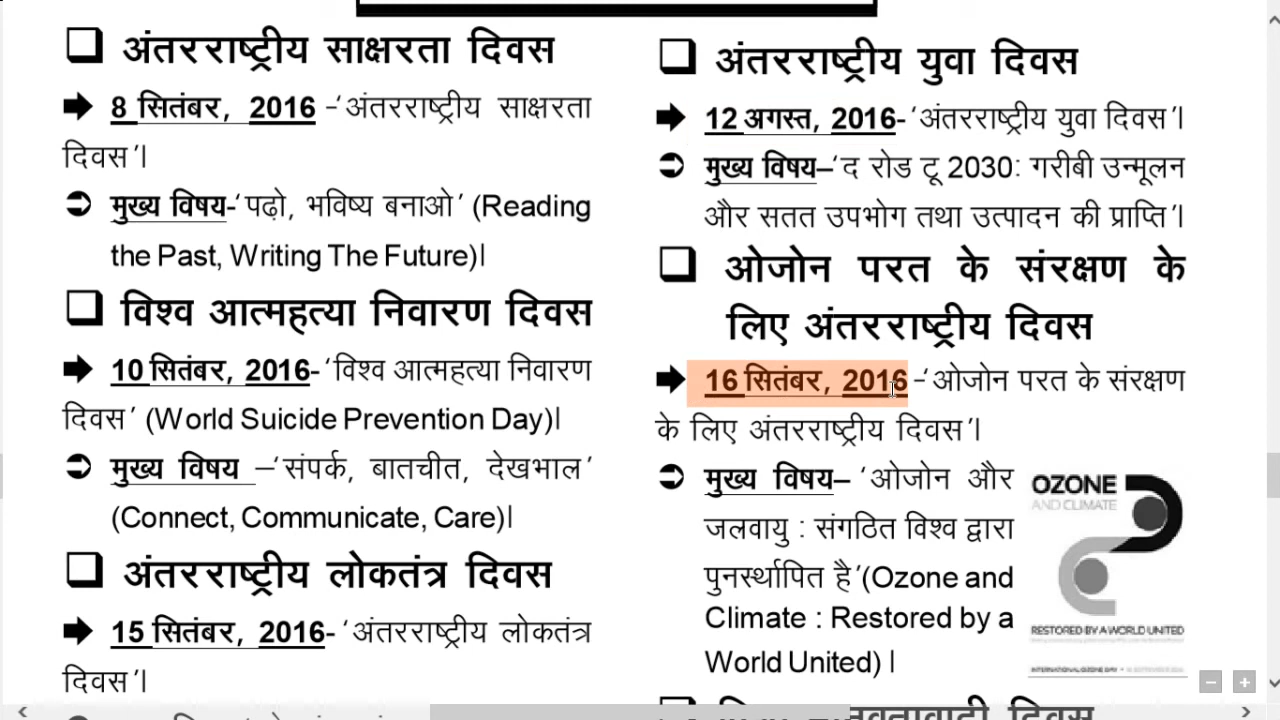 ❑ अंतरराष्ट्रीय साक्षरता दिवस
🡆 8 सितंबर, 2016 –‘अंतरराष्ट्रीय साक्षरता
दिवस’।
➲ मुख्य विषय-‘पढ़ो, भविष्य बनाओ’ (Reading
the Past, Writing The Future)।
❑ विश्व आत्महत्या निवारण दिवस
🡆 10 सितंबर, 2016- ‘विश्व आत्महत्या निवारण
दिवस’ (World Suicide Prevention Day)।
➲ मुख्य विषय –‘संपर्क, बातचीत, देखभाल’
(Connect, Communicate, Care)।
❑ अंतरराष्ट्रीय लोकतंत्र दिवस
🡆 15 सितंबर, 2016- ‘अंतरराष्ट्रीय लोकतंत्र
दिवस’।
❑ अंतरराष्ट्रीय युवा दिवस
🡆 12 अगस्त, 2016- ‘अंतरराष्ट्रीय युवा दिवस’।
➲ मुख्य विषय–‘द रोड टू 2030: गरीबी उन्मूलन
और सतत उपभोग तथा उत्पादन की प्राप्ति’।
❑ ओजोन परत के संरक्षण के
लिए अंतरराष्ट्रीय दिवस
🡆 16 सितंबर, 2016 –‘ओजोन परत के संरक्षण
के लिए अंतरराष्ट्रीय दिवस’।
➲ मुख्य विषय– ‘ओजोन और
जलवायु : संगठित विश्व द्वारा
पुनर्स्थापित है’(Ozone and
Climate : Restored by a
World United) ।
OZONE
AND CLIMATE
RESTORED BY A WORLD UNITED